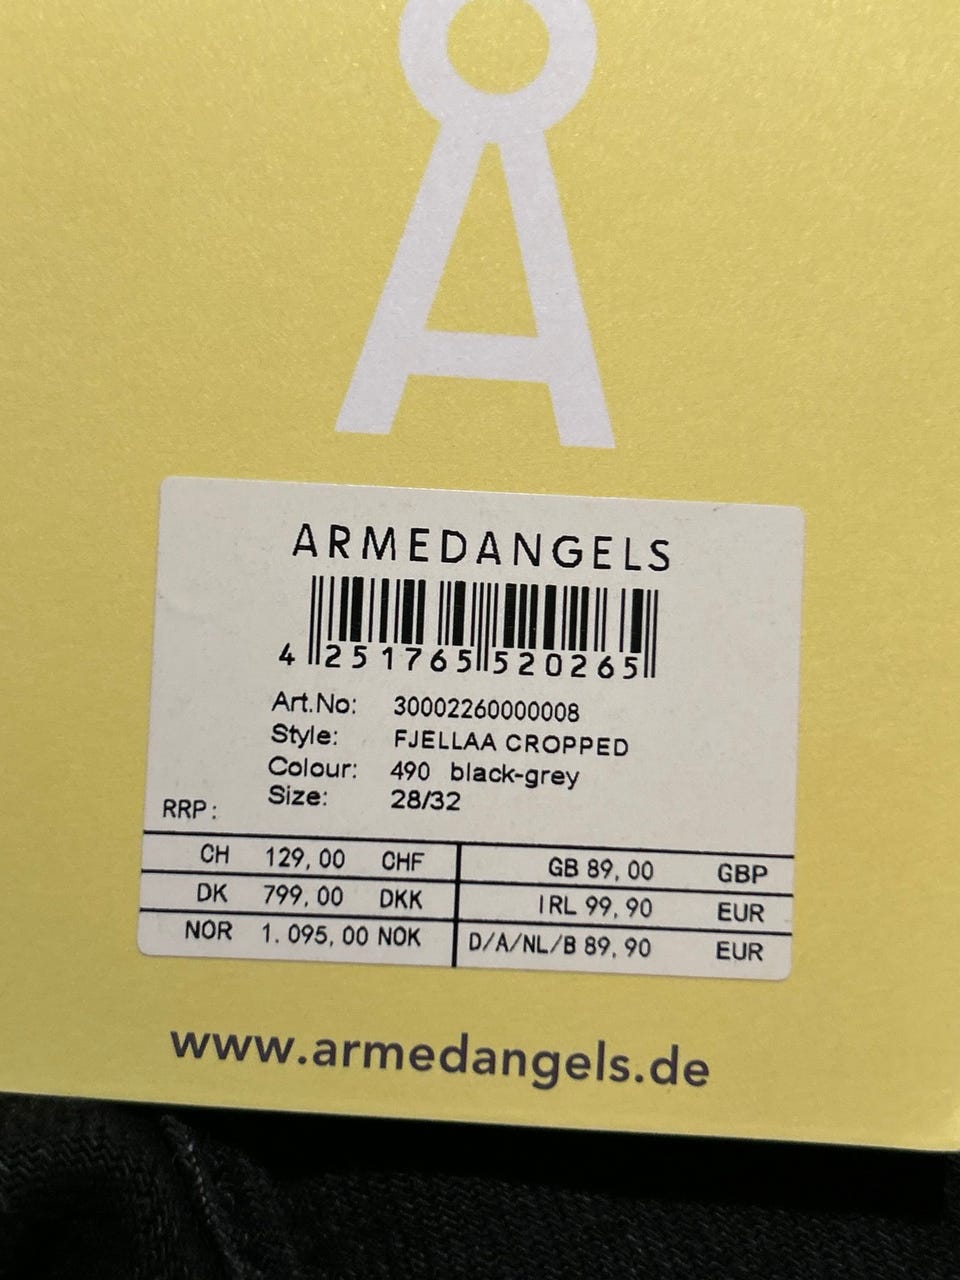 ARMEDANGELS
4 251765 520265
Art.No: 30002260000008
Style: FJELLAA CROPPED
Colour: 490 black-grey
Size: 28/32
RRP:
CH 129,00 CHF GB 89,00 GBP
DK 799,00 DKK IRL 99,90 EUR
NOR 1.095,00 NOK D/A/NL/B 89,90 EUR
www.armedangels.de